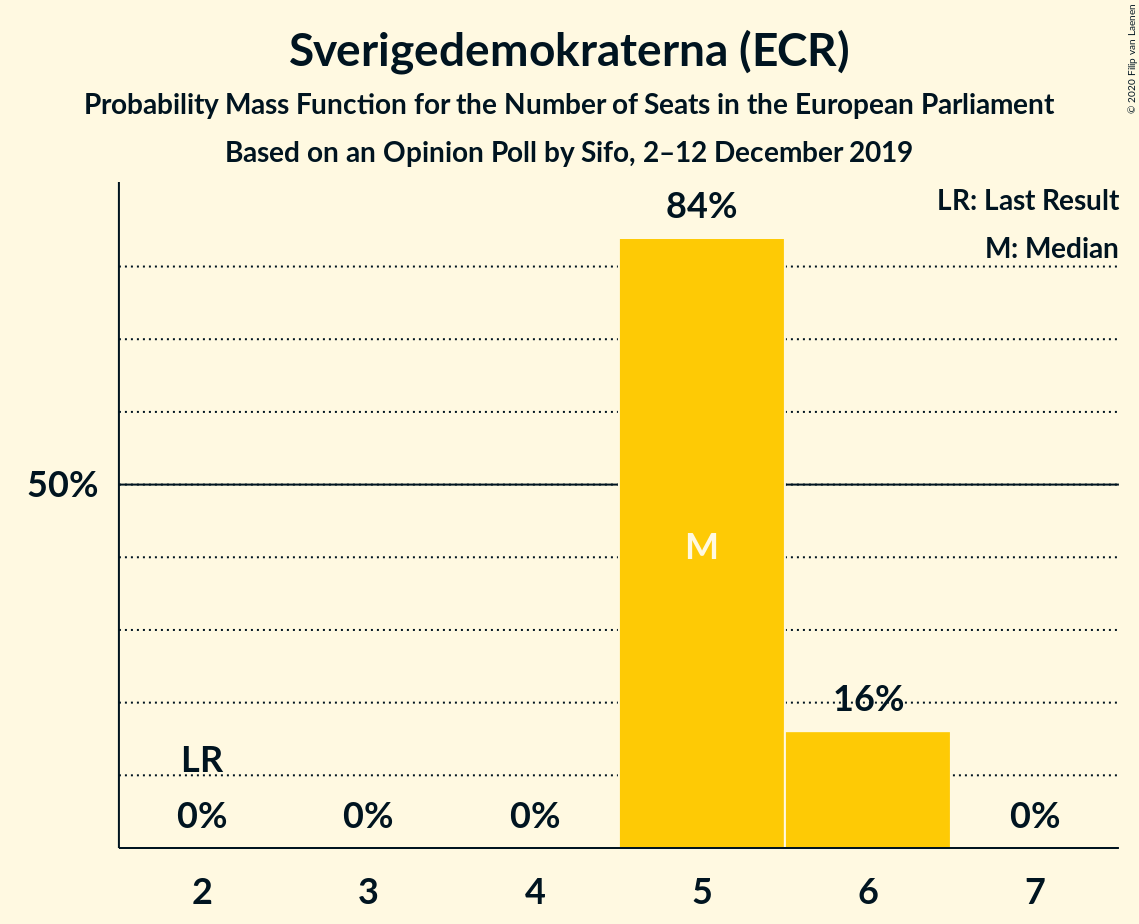 Sverigedemokraterna (ECR)
Probability Mass Function for the Number of Seats in the European Parliament
Based on an Opinion Poll by Sifo, 2–12 December 2019
© 2020 Filip van Laenen
LR: Last Result
M: Median
84%
50%
M
16%
LR
0% 0% 0% 0%
2 3 4 5 6 7